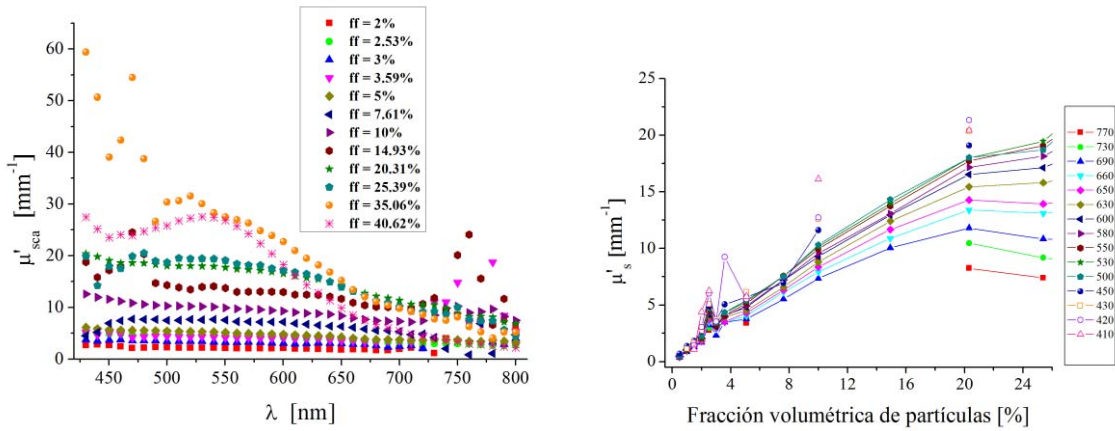 μ'sca [mm⁻¹]
60
50
40
30
20
10
0
450
500
550
600
650
700
750
800
λ [nm]
ff = 2%
ff = 2.53%
ff = 3%
ff = 3.59%
ff = 5%
ff = 7.61%
ff = 10%
ff = 14.93%
ff = 20.31%
ff = 25.39%
ff = 35.06%
ff = 40.62%
μ's [mm⁻¹]
25
20
15
10
5
0
0
4
8
12
16
20
24
Fracción volumétrica de partículas [%]
770
730
690
660
650
630
600
580
550
530
500
450
430
420
410